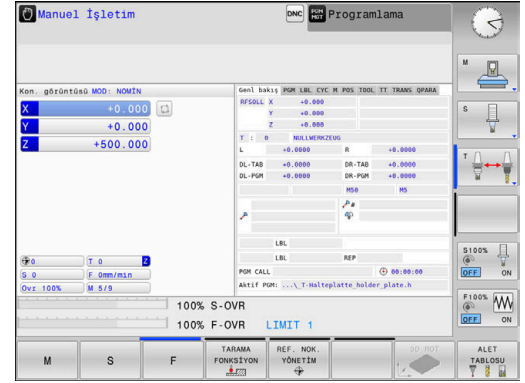 Manuel İşletim
DNC PGM MGT Programlama
Kon. görüntüsü MOD: NOMİN
X +0.000
Y +0.000
Z +500.000
Genl bakış PGM LBL CYC M POS TOOL TT TRANS QPARA
RFSOLL X +0.000
Y +0.000
Z +0.000
T : 0 NULLWERKZEUG
L +0.0000 R +0.0000
DL-TAB +0.0000 DR-TAB +0.0000
DL-PGM +0.0000 DR-PGM +0.0000
M50 M5
P#
P
LBL
LBL REP
PGM CALL 00:00:00
Aktif PGM: ...\_T-Halteplatte_holder_plate.h
0 T 0 Z
S 0 F 0mm/min
Ovr 100% M 5/9
100% S-OVR
100% F-OVR LIMIT 1
M
S
T
S100%
OFF ON
F100%
OFF ON
M
S
F
TARAMA FONKSİYON
REF. NOK. YÖNETİM
3D ROT
ALET TABLOSU